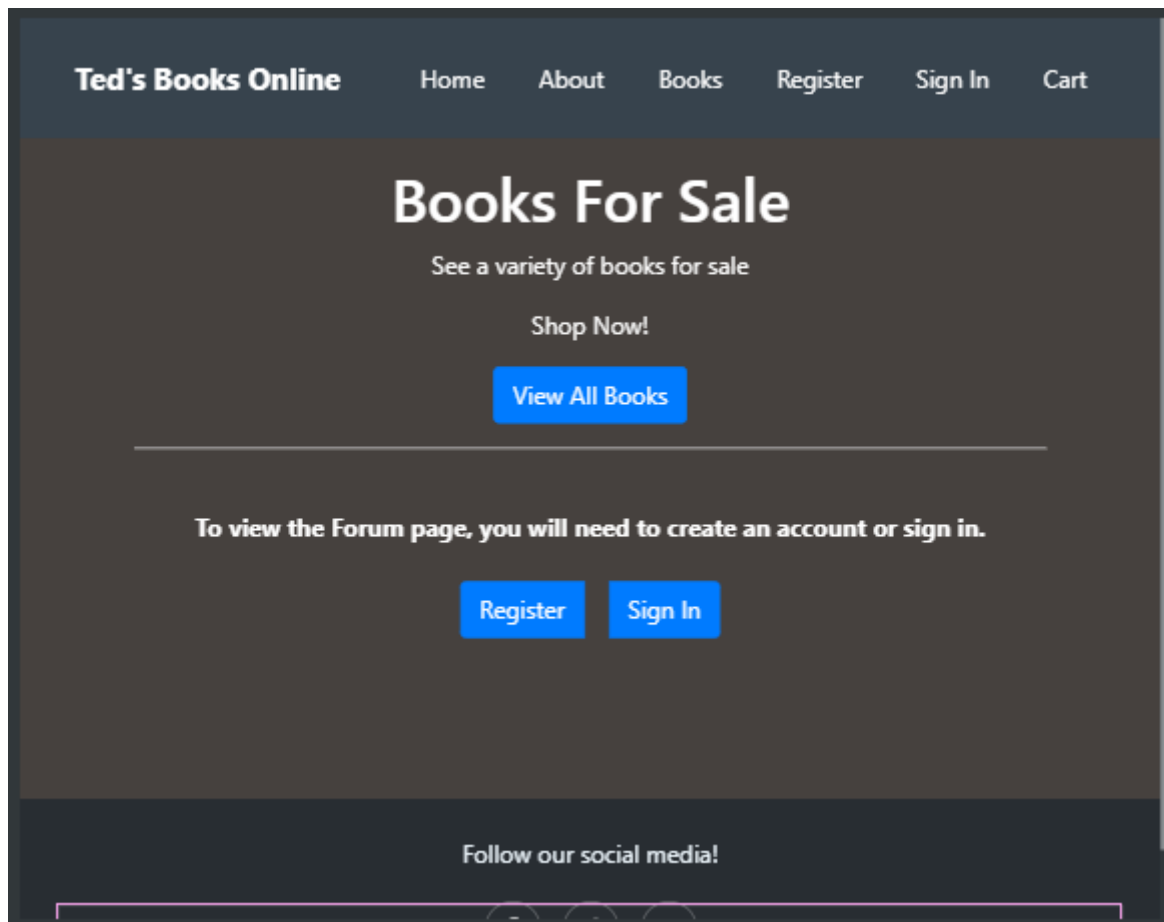 Ted's Books Online Home About Books Register Sign In Cart
Books For Sale
See a variety of books for sale
Shop Now!
View All Books
To view the Forum page, you will need to create an account or sign in.
Register Sign In
Follow our social media!